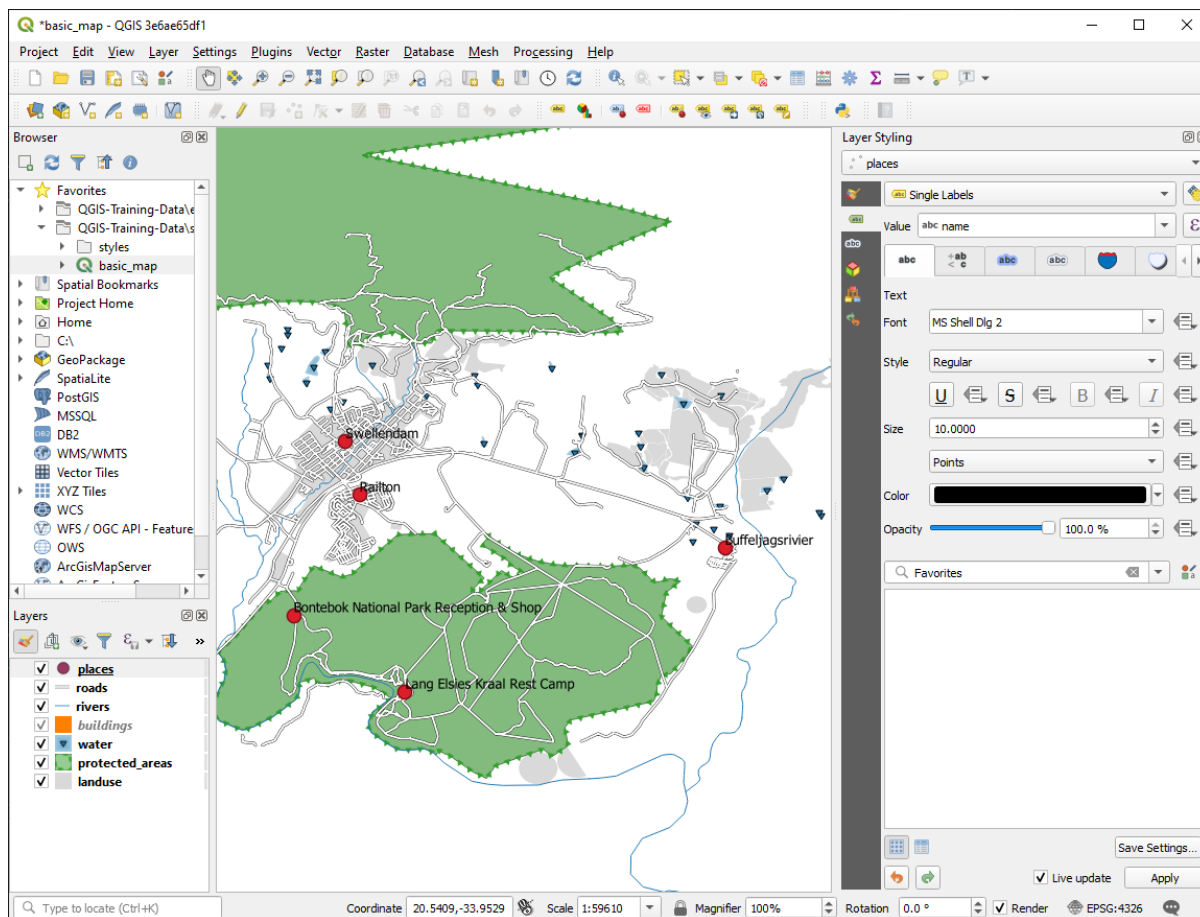 *basic_map - QGIS 3e6ae65df1
Project Edit View Layer Settings Plugins Vector Raster Database Mesh Processing Help
Browser
Favorites
QGIS-Training-Data\e
QGIS-Training-Data\s
styles
basic_map
Spatial Bookmarks
Project Home
Home
C:\
GeoPackage
SpatiaLite
PostGIS
MSSQL
DB2
WMS/WMTS
Vector Tiles
XYZ Tiles
WCS
WFS / OGC API - Feature
OWS
ArcGisMapServer
Layers
places
roads
rivers
buildings
water
protected_areas
landuse
Swellendam
Railton
Buffeljagsrivier
Bontebok National Park Reception & Shop
Lang Elsies Kraal Rest Camp
Layer Styling
places
Single Labels
Value abc name
Text
Font MS Shell Dlg 2
Style Regular
U S B I
Size 10.0000
Points
Color
Opacity 100.0 %
Favorites
Save Settings...
Live update Apply
Type to locate (Ctrl+K) Coordinate 20.5409,-33.9529 Scale 1:59610 Magnifier 100% Rotation 0.0 ° Render EPSG:4326